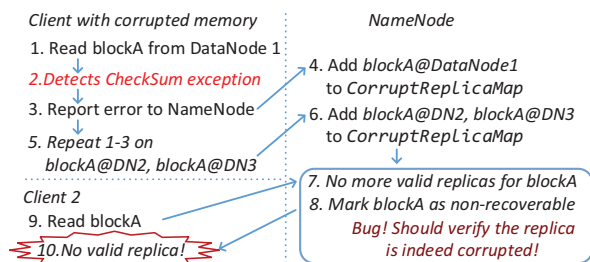 Client with corrupted memory
1. Read blockA from DataNode 1
2.Detects CheckSum exception
3. Report error to NameNode
5. Repeat 1-3 on
blockA@DN2, blockA@DN3
Client 2
9. Read blockA
10.No valid replica!
NameNode
4. Add blockA@DataNode1
to CorruptReplicaMap
6. Add blockA@DN2, blockA@DN3
to CorruptReplicaMap
7. No more valid replicas for blockA
8. Mark blockA as non-recoverable
Bug! Should verify the replica
is indeed corrupted!